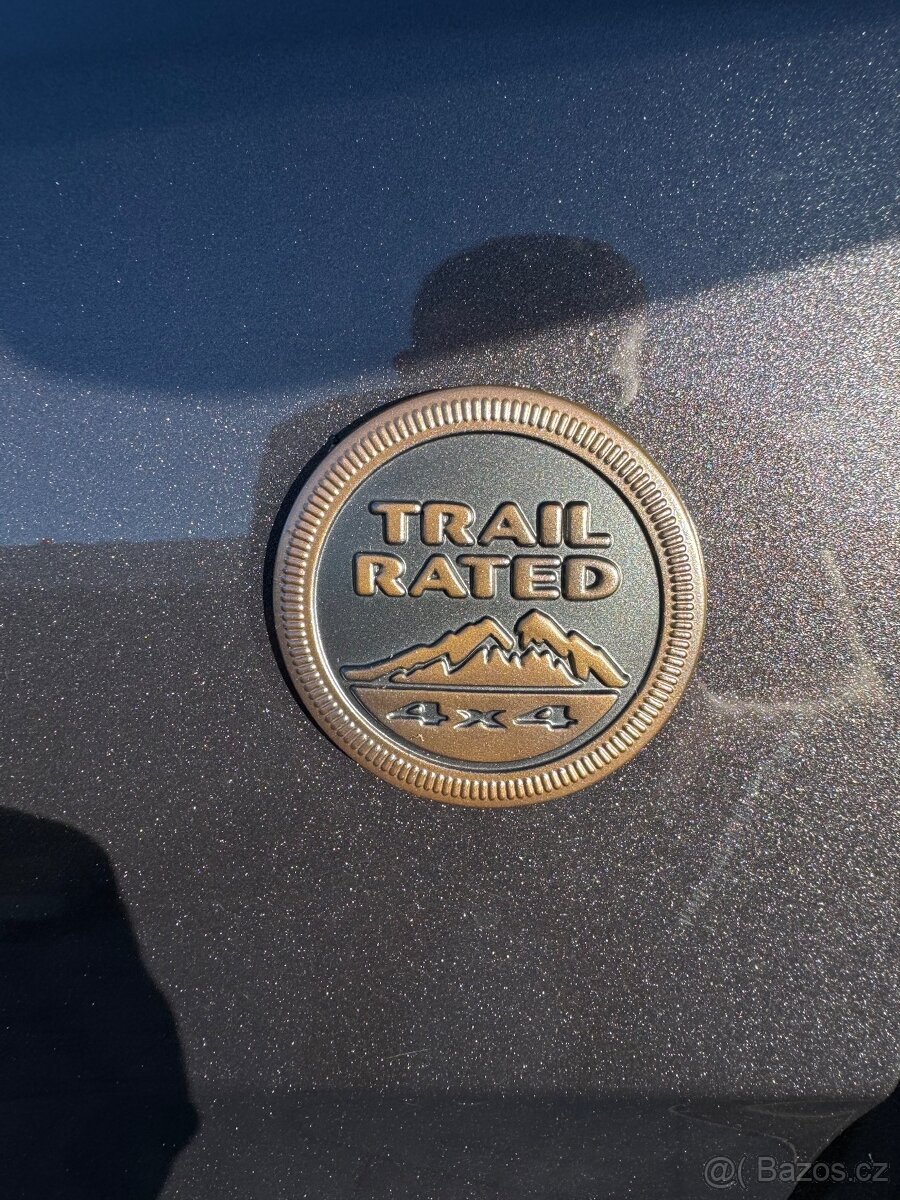 TRAIL
RATED
4x4
@( Bazos.cz